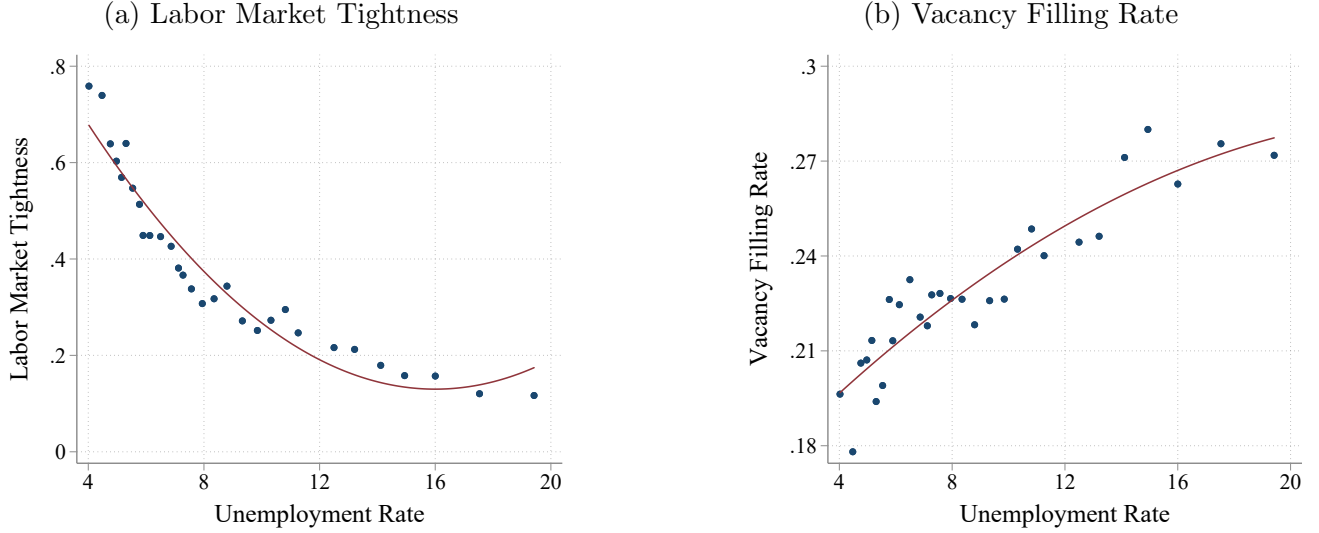 (a) Labor Market Tightness
Labor Market Tightness
.8
.6
.4
.2
0
4 8 12 16 20
Unemployment Rate
(b) Vacancy Filling Rate
Vacancy Filling Rate
.3
.27
.24
.21
.18
4 8 12 16 20
Unemployment Rate